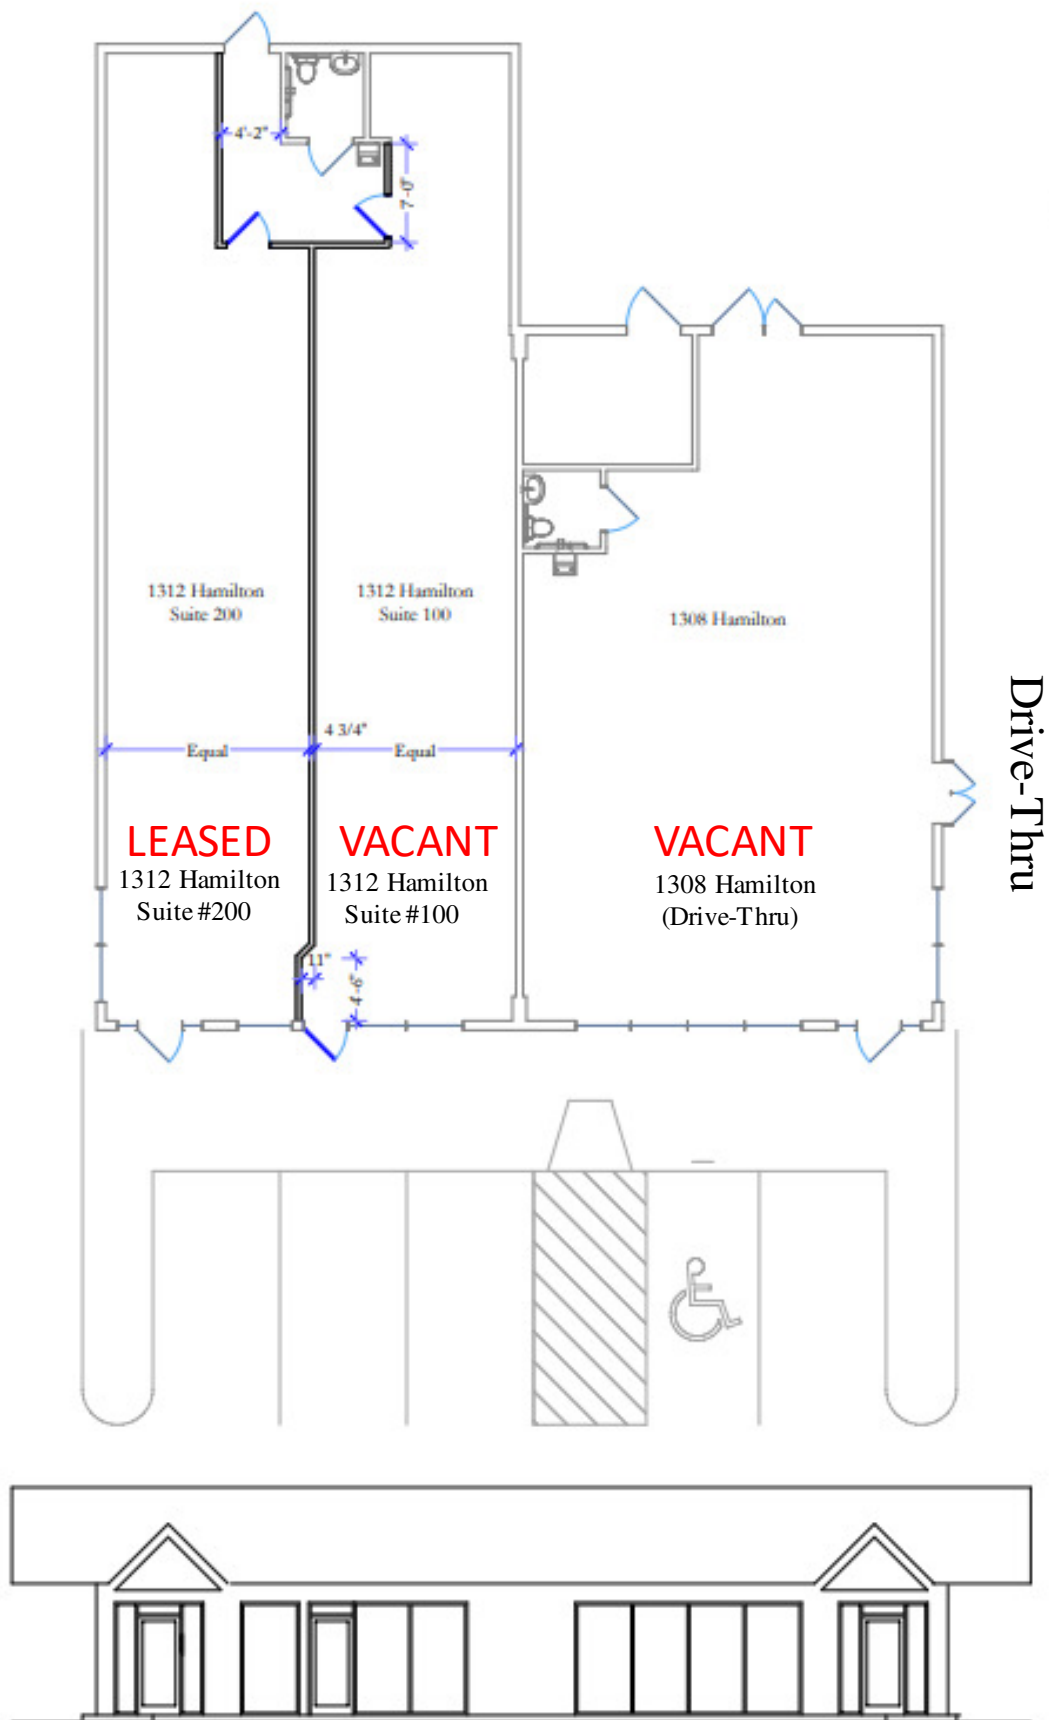 4'-2"
7'-0"
1312 Hamilton
Suite 200
1312 Hamilton
Suite 100
1308 Hamilton
Drive-Thru
4 3/4"
Equal
Equal
LEASED
1312 Hamilton
Suite #200
VACANT
1312 Hamilton
Suite #100
VACANT
1308 Hamilton
(Drive-Thru)
11"
4'-6"